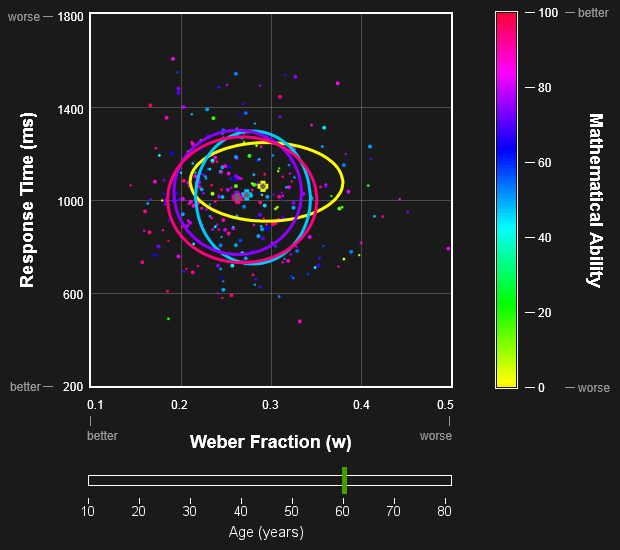 worse
1800
1400
1000
600
better
200
Response Time (ms)
0.1
0.2
0.3
0.4
0.5
better
worse
Weber Fraction (w)
100
80
60
40
20
0
better
worse
Mathematical Ability
10
20
30
40
50
60
70
80
Age (years)